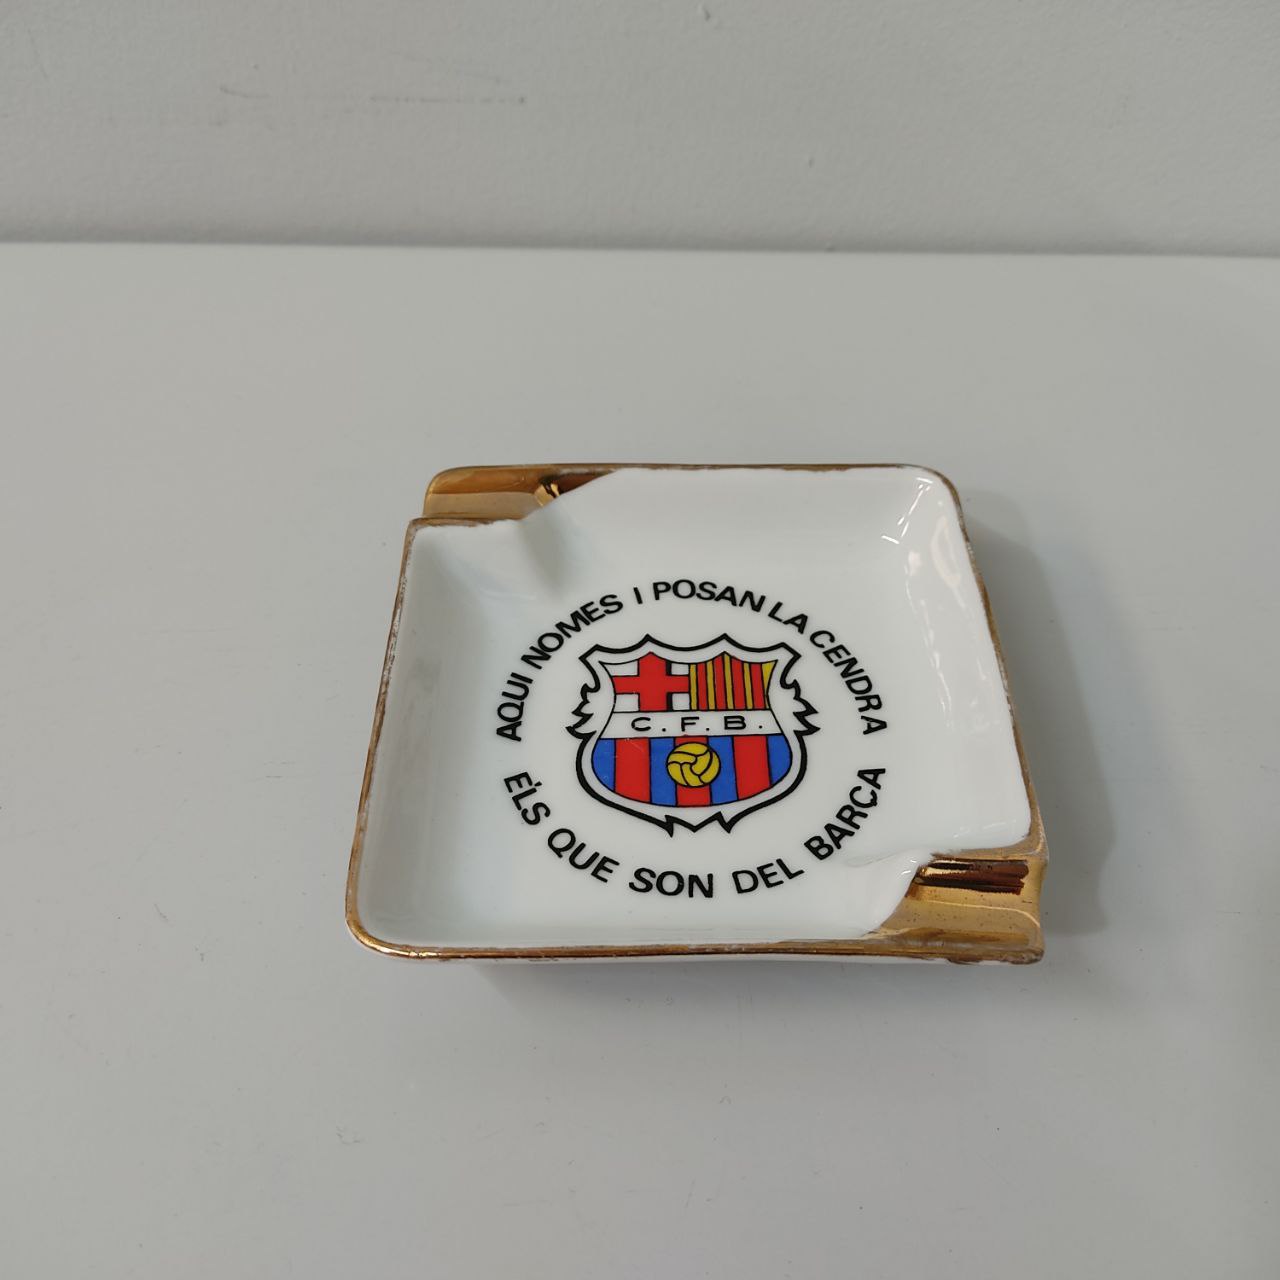 AQUI NOMES I POSAN LA CENDRA
C.F.B.
ÉLS QUE SON DEL BARÇA